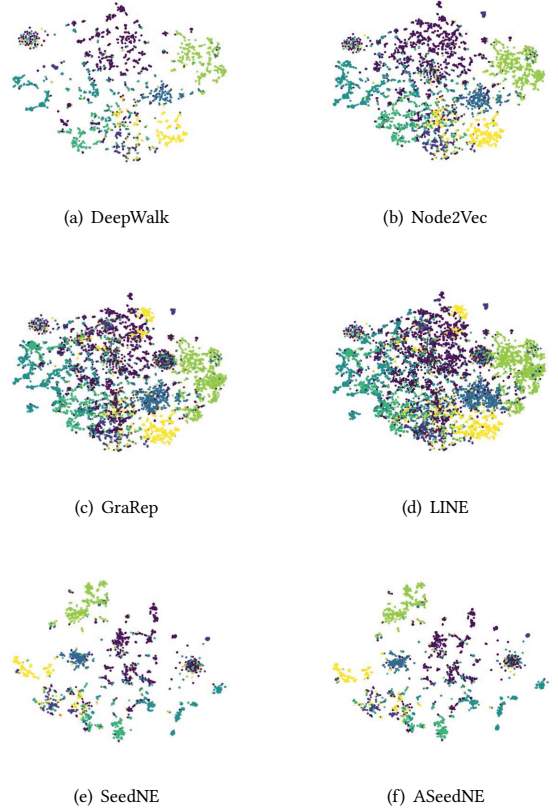 (a) DeepWalk
(b) Node2Vec
(c) GraRep
(d) LINE
(e) SeedNE
(f) ASeedNE